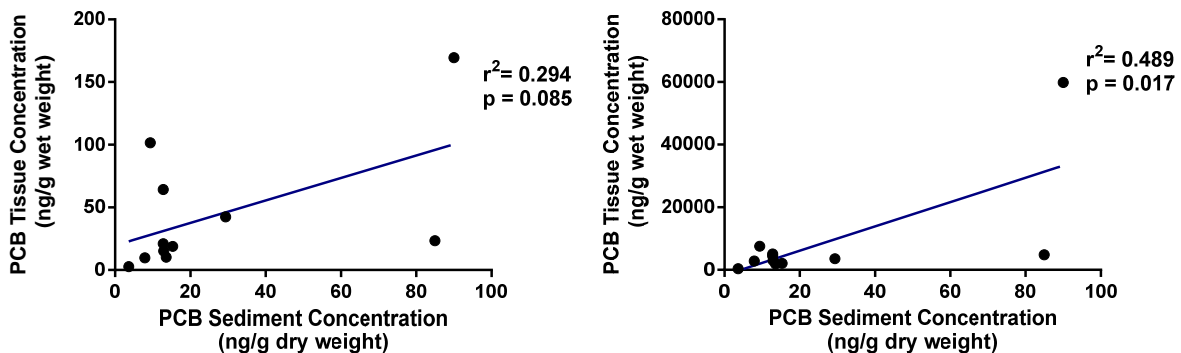 PCB Tissue Concentration
(ng/g wet weight)
200
150
100
50
0
r²= 0.294
p = 0.085
0 20 40 60 80 100
PCB Sediment Concentration
(ng/g dry weight)
PCB Tissue Concentration
(ng/g wet weight)
80000
60000
40000
20000
0
r²= 0.489
p = 0.017
0 20 40 60 80 100
PCB Sediment Concentration
(ng/g dry weight)